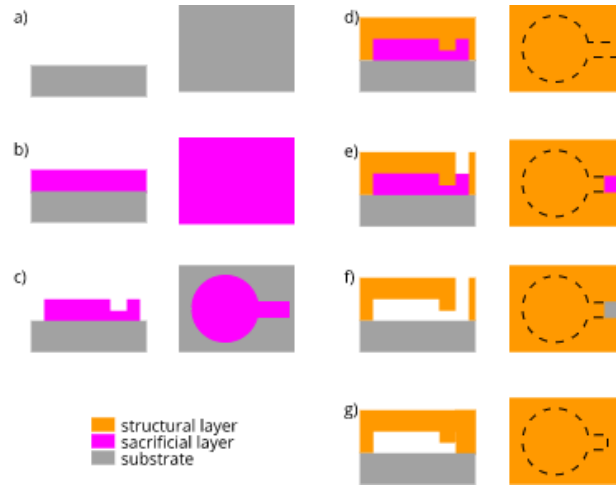 a)
b)
c)
d)
e)
f)
g)
structural layer
sacrificial layer
substrate